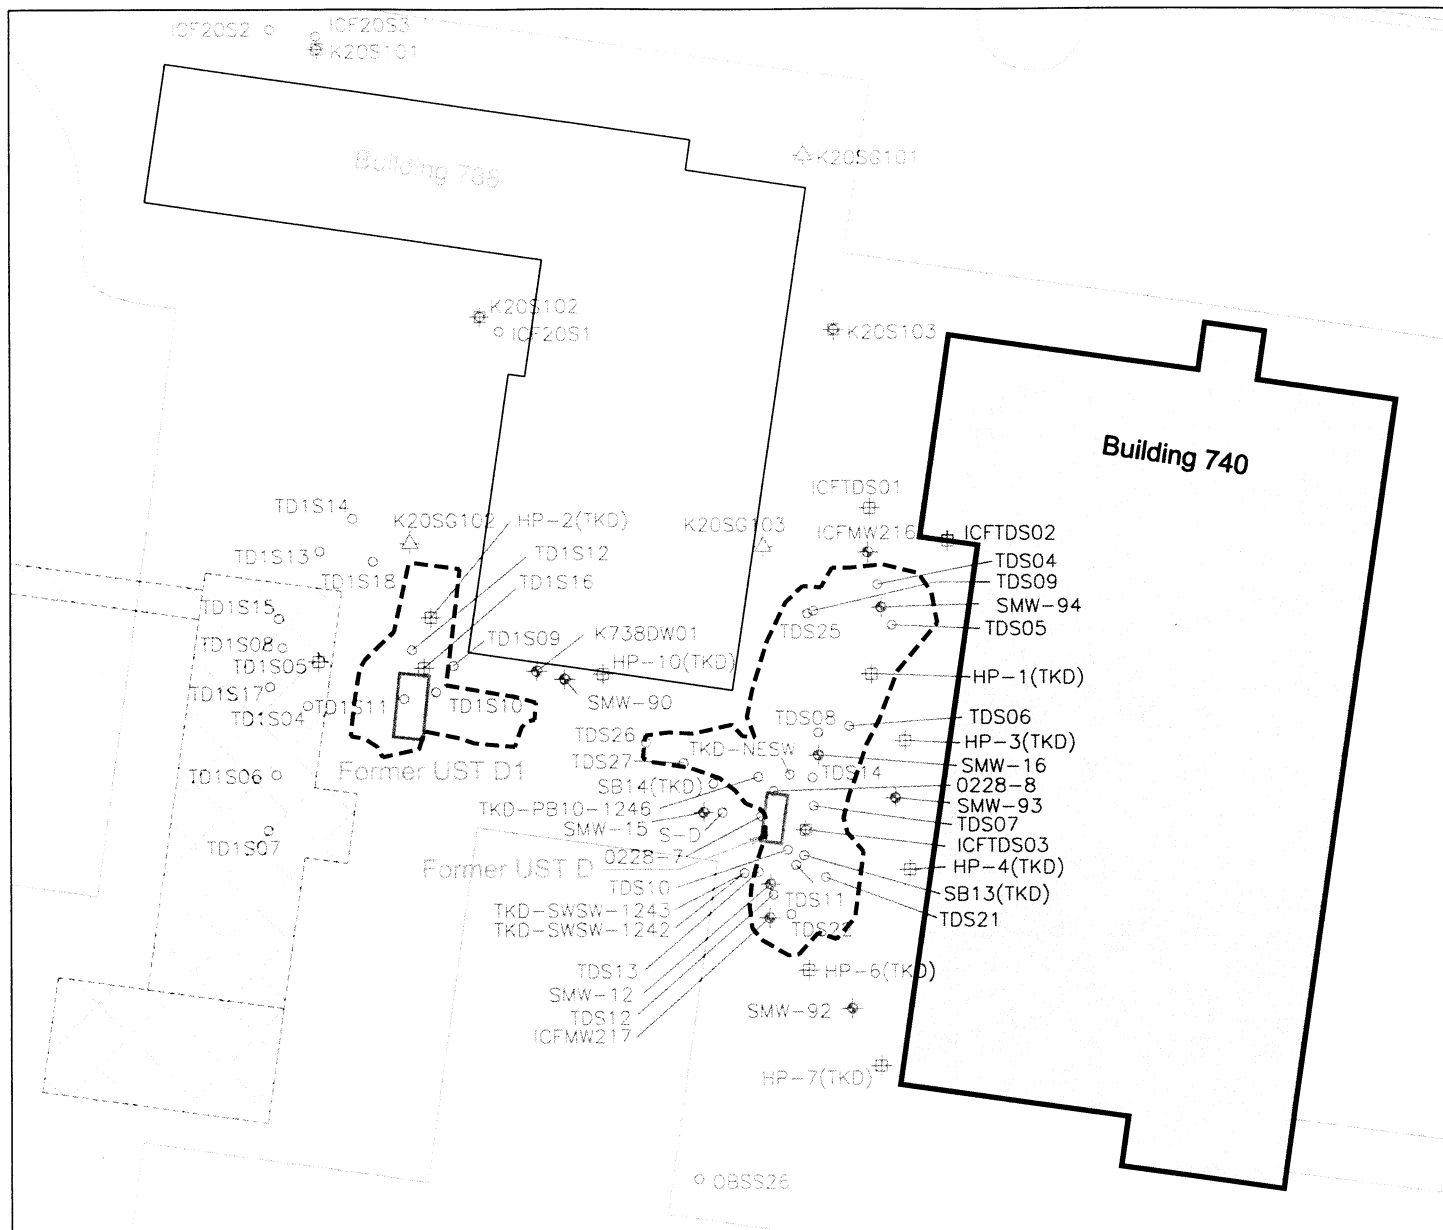 ICF20S2
ICF20S3
K20S101
Building 738
K20SG101
K20S102
ICF20S1
K20S103
Building 740
ICFTDS01
TD1S14
K20SG102
HP-2(TKD)
K20SG103
ICFMW216
ICFTDS02
TD1S13
TD1S12
TDS04
TD1S18
TD1S16
TDS09
TD1S15
SMW-94
TDS25
TDS05
TD1S08
TD1S09
K738DW01
TD1S05
HP-10(TKD)
HP-1(TKD)
TD1S17
TD1S11
TD1S10
SMW-90
TD1S04
TDS08
TDS06
TDS26
HP-3(TKD)
TKD-NESW
TDS27
SMW-16
Former UST D1
TDS14
TD1S06
SB14(TKD)
0228-8
TKD-PB10-1246
SMW-93
SMW-15
S-D
TDS07
TD1S07
0228-7
ICFTDS03
Former UST D
HP-4(TKD)
TDS10
SB13(TKD)
TDS11
TKD-SWSW-1243
TDS21
TKD-SWSW-1242
TDS22
TDS13
HP-6(TKD)
SMW-12
SMW-92
TDS12
ICFMW217
HP-7(TKD)
OBSS26